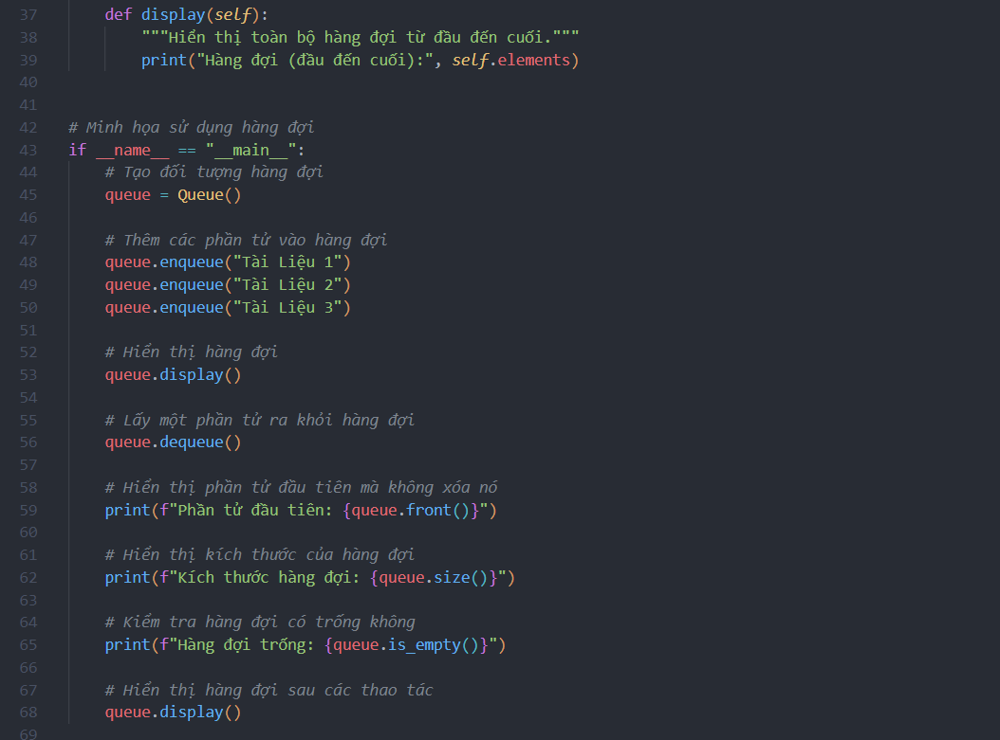 37 def display(self):
38 """Hiển thị toàn bộ hàng đợi từ đầu đến cuối."""
39 print("Hàng đợi (đầu đến cuối):", self.elements)
40
41
42 # Minh họa sử dụng hàng đợi
43 if __name__ == "__main__":
44 # Tạo đối tượng hàng đợi
45 queue = Queue()
46
47 # Thêm các phần tử vào hàng đợi
48 queue.enqueue("Tài Liệu 1")
49 queue.enqueue("Tài Liệu 2")
50 queue.enqueue("Tài Liệu 3")
51
52 # Hiển thị hàng đợi
53 queue.display()
54
55 # Lấy một phần tử ra khỏi hàng đợi
56 queue.dequeue()
57
58 # Hiển thị phần tử đầu tiên mà không xóa nó
59 print(f"Phần tử đầu tiên: {queue.front()}")
60
61 # Hiển thị kích thước của hàng đợi
62 print(f"Kích thước hàng đợi: {queue.size()}")
63
64 # Kiểm tra hàng đợi có trống không
65 print(f"Hàng đợi trống: {queue.is_empty()}")
66
67 # Hiển thị hàng đợi sau các thao tác
68 queue.display()
69